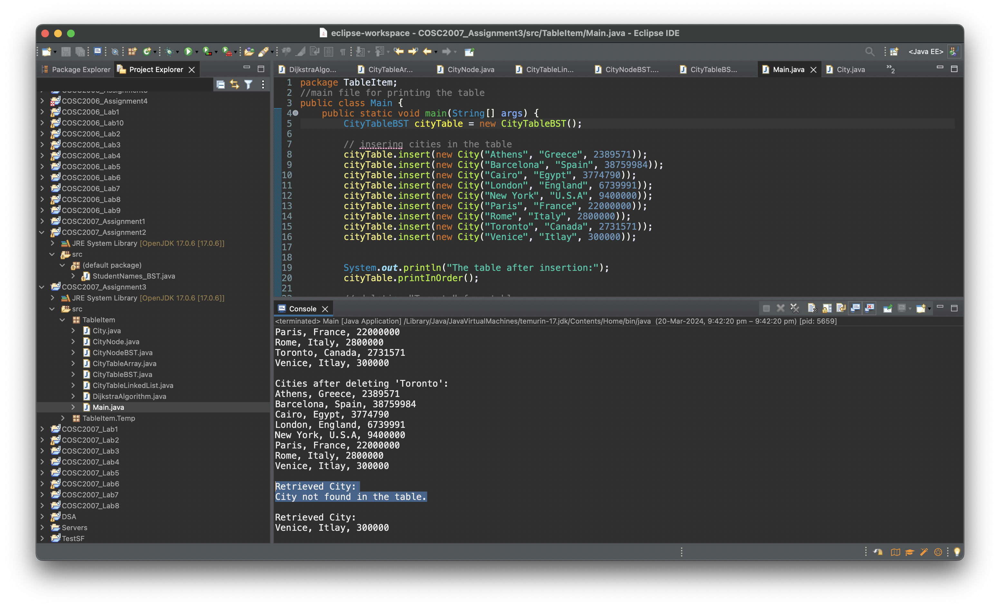 eclipse-workspace - COSC2007_Assignment3/src/TableItem/Main.java - Eclipse IDE
<Java EE>
Package Explorer
Project Explorer
COSC2006_Assignment4
COSC2006_Lab1
COSC2006_Lab10
COSC2006_Lab2
COSC2006_Lab3
COSC2006_Lab4
COSC2006_Lab5
COSC2006_Lab6
COSC2006_Lab7
COSC2006_Lab8
COSC2006_Lab9
COSC2007_Assignment1
COSC2007_Assignment2
JRE System Library [OpenJDK 17.0.6 [17.0.6]]
src
(default package)
StudentNames_BST.java
COSC2007_Assignment3
JRE System Library [OpenJDK 17.0.6 [17.0.6]]
src
TableItem
City.java
CityNode.java
CityNodeBST.java
CityTableArray.java
CityTableBST.java
CityTableLinkedList.java
DijkstraAlgorithm.java
Main.java
TableItem.Temp
COSC2007_Lab1
COSC2007_Lab2
COSC2007_Lab3
COSC2007_Lab4
COSC2007_Lab5
COSC2007_Lab6
COSC2007_Lab7
COSC2007_Lab8
DSA
Servers
TestSF
DijkstraAlgo... CityTableAr... CityNode.java CityTableLin... CityNodeBST.... CityTableBS... Main.java City.java »2
1 package TableItem;
2 //main file for printing the table
3 public class Main {
4 public static void main(String[] args) {
5 CityTableBST cityTable = new CityTableBST();
6
7 // insering cities in the table
8 cityTable.insert(new City("Athens", "Greece", 2389571));
9 cityTable.insert(new City("Barcelona", "Spain", 38759984));
10 cityTable.insert(new City("Cairo", "Egypt", 3774790));
11 cityTable.insert(new City("London", "England", 6739991));
12 cityTable.insert(new City("New York", "U.S.A", 9400000));
13 cityTable.insert(new City("Paris", "France", 22000000));
14 cityTable.insert(new City("Rome", "Italy", 2800000));
15 cityTable.insert(new City("Toronto", "Canada", 2731571));
16 cityTable.insert(new City("Venice", "Itlay", 300000));
17
18
19 System.out.println("The table after insertion:");
20 cityTable.printInOrder();
21
Console
<terminated> Main [Java Application] /Library/Java/JavaVirtualMachines/temurin-17.jdk/Contents/Home/bin/java (20-Mar-2024, 9:42:20 pm – 9:42:20 pm) [pid: 5659]
Paris, France, 22000000
Rome, Italy, 2800000
Toronto, Canada, 2731571
Venice, Itlay, 300000
Cities after deleting 'Toronto':
Athens, Greece, 2389571
Barcelona, Spain, 38759984
Cairo, Egypt, 3774790
London, England, 6739991
New York, U.S.A, 9400000
Paris, France, 22000000
Rome, Italy, 2800000
Venice, Itlay, 300000
Retrieved City:
City not found in the table.
Retrieved City:
Venice, Itlay, 300000